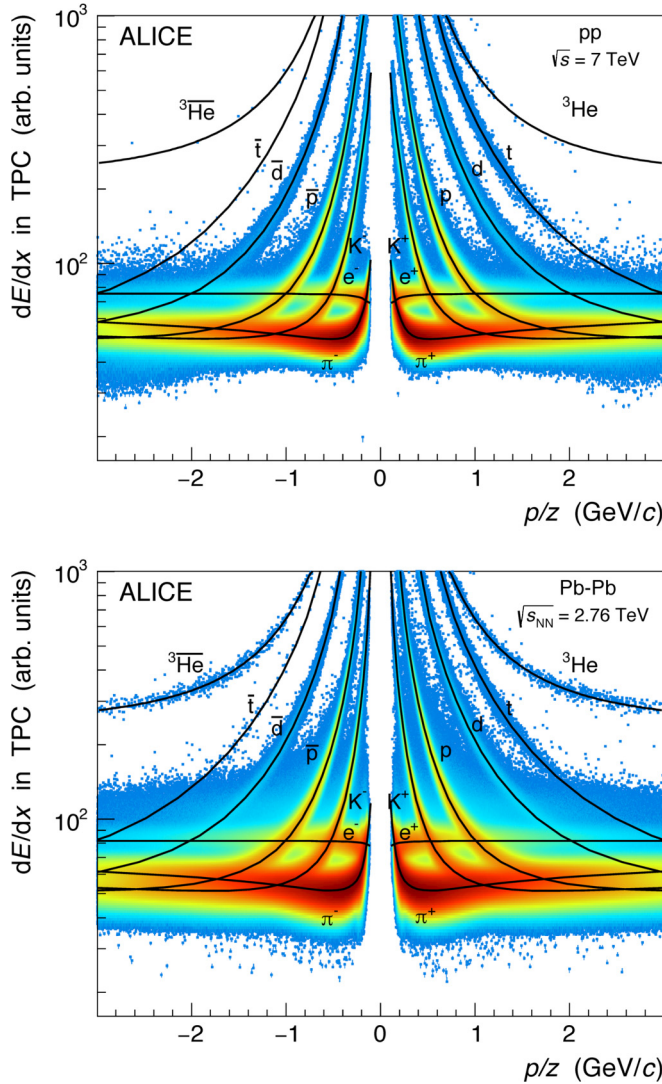 dE/dx in TPC (arb. units)
10³
10²
ALICE
pp
√s = 7 TeV
³H̅e̅
t̅
d̅
p̅
K⁻
e⁻
π⁻
K⁺
e⁺
π⁺
p
d
t
³He
−2 −1 0 1 2
p/z (GeV/c)
dE/dx in TPC (arb. units)
10³
10²
ALICE
Pb-Pb
√sNN = 2.76 TeV
³H̅e̅
t̅
d̅
p̅
K⁻
e⁻
π⁻
K⁺
e⁺
π⁺
p
d
t
³He
−2 −1 0 1 2
p/z (GeV/c)